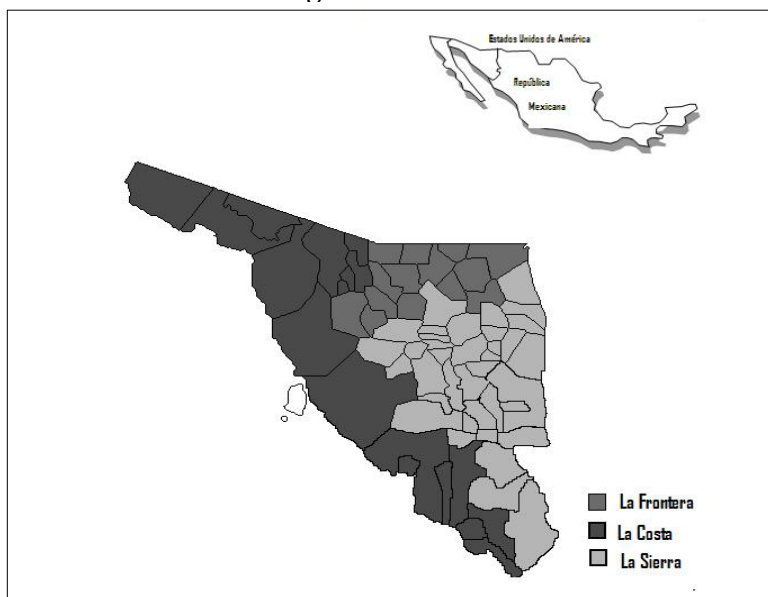 Estados Unidos de América
República
Mexicana
La Frontera
La Costa
La Sierra